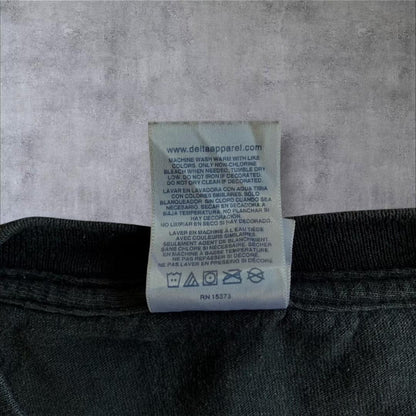 www.deltaapparel.com
MACHINE WASH WARM WITH LIKE
COLORS. ONLY NON-CHLORINE
BLEACH WHEN NEEDED, TUMBLE DRY
LOW. DO NOT IRON IF DECORATED.
DO NOT DRY CLEAN IF DECORATED.
LAVAR EN LAVADORA CON AGUA TIBIA
CON COLORES SIMILARES. SOLO
BLANQUEADOR SIN CLORO CUANDO SEA
NECESARIO. SECAR EN SECADORA A
BAJA TEMPERATURA. NO PLANCHAR SI
HAY DECORACION.
NO LIMPIAR EN SECO SI HAY DECORADO.
LAVER EN MACHINE À L'EAU TIÈDE
AVEC COULEURS SIMILAIRES.
SEULEMENT AGENT DE BLANCHIMENT
SANS CHLORE SI NÉCESSAIRE. SÉCHER
EN MACHINE À BASSE TEMPÉRATURE.
NE PAS REPASSER SI DÉCORÉ.
NE PAS NETTOYER À SEC SI DÉCORÉ.
RN 15373